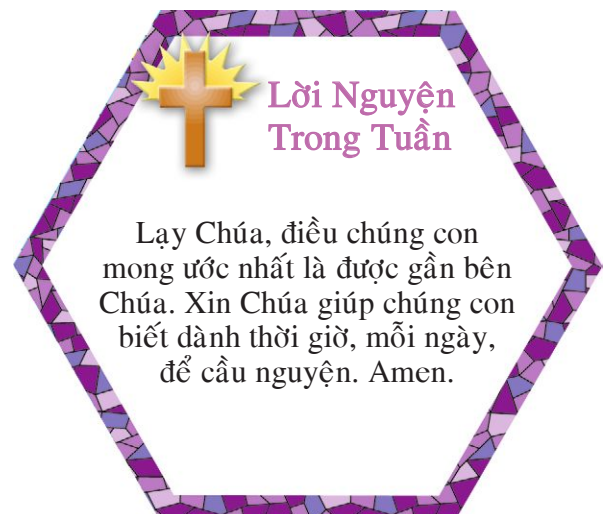 Lời Nguyện
Trong Tuần
Lạy Chúa, điều chúng con
mong ước nhất là được gần bên
Chúa. Xin Chúa giúp chúng con
biết dành thời giờ, mỗi ngày,
để cầu nguyện. Amen.